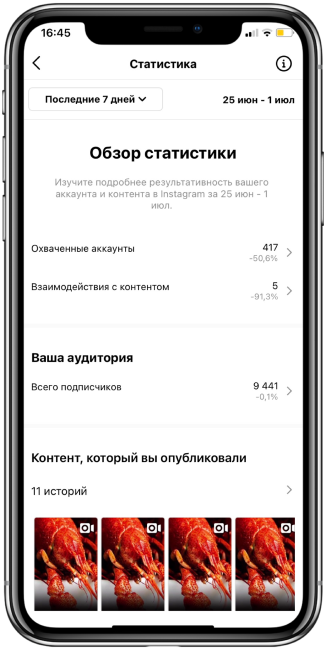 16:45
Статистика
Последние 7 дней
25 июн - 1 июл
Обзор статистики
Изучите подробнее результативность вашего
аккаунта и контента в Instagram за 25 июн - 1
июл.
Охваченные аккаунты
417
-50,6%
Взаимодействия с контентом
5
-91,3%
Ваша аудитория
Всего подписчиков
9 441
-0,1%
Контент, который вы опубликовали
11 историй